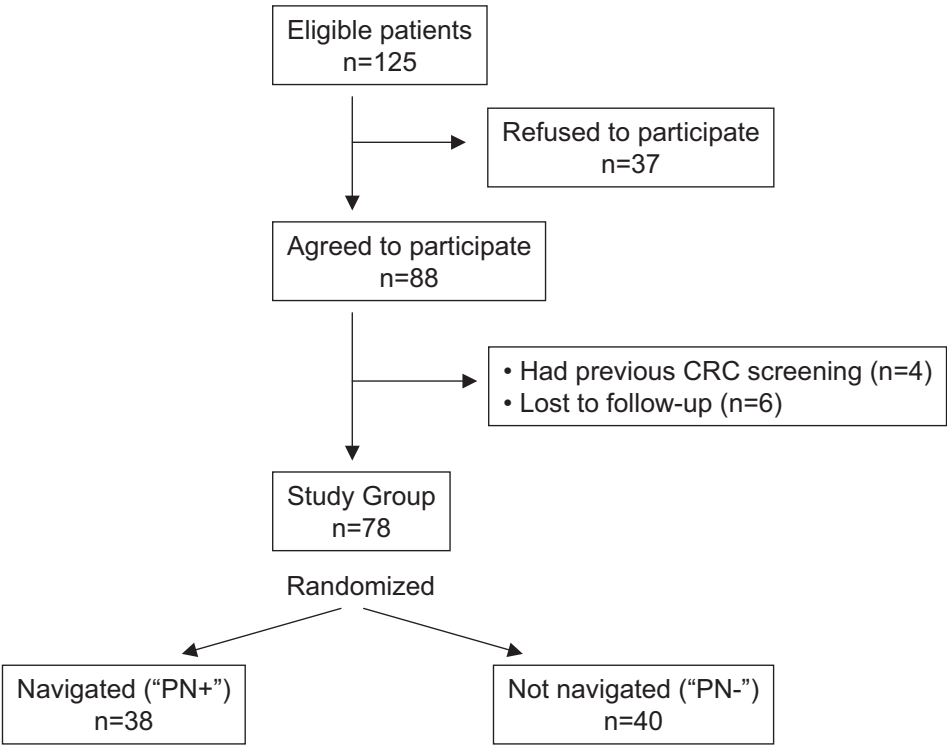 Eligible patients
n=125
Refused to participate
n=37
Agreed to participate
n=88
• Had previous CRC screening (n=4)
• Lost to follow-up (n=6)
Study Group
n=78
Randomized
Navigated (“PN+”)
n=38
Not navigated (“PN-”)
n=40